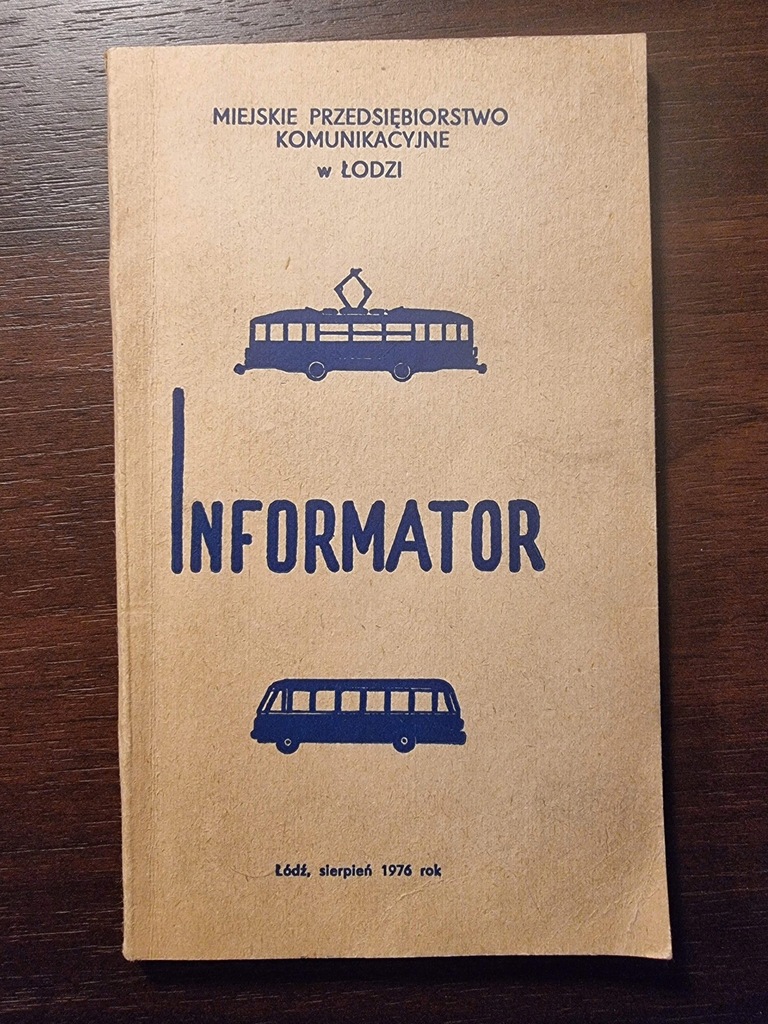 MIEJSKIE PRZEDSIĘBIORSTWO
KOMUNIKACYJNE
w ŁODZI
INFORMATOR
Łódź, sierpień 1976 rok